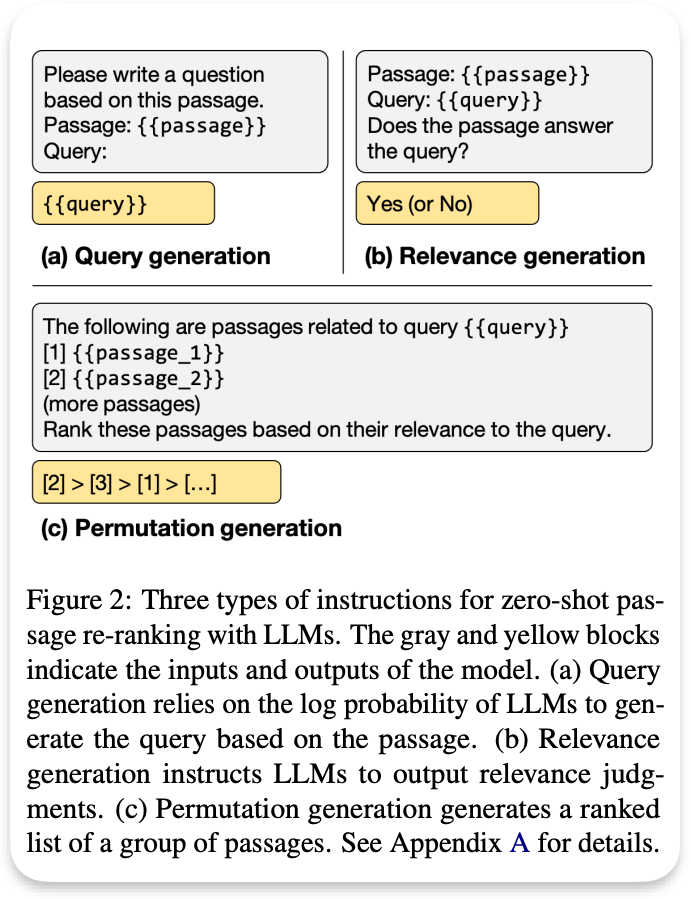 Please write a question
based on this passage.
Passage: {{passage}}
Query:
{{query}}
(a) Query generation
Passage: {{passage}}
Query: {{query}}
Does the passage answer
the query?
Yes (or No)
(b) Relevance generation
The following are passages related to query {{query}}
[1] {{passage_1}}
[2] {{passage_2}}
(more passages)
Rank these passages based on their relevance to the query.
[2] > [3] > [1] > [...]
(c) Permutation generation
Figure 2: Three types of instructions for zero-shot pas-
sage re-ranking with LLMs. The gray and yellow blocks
indicate the inputs and outputs of the model. (a) Query
generation relies on the log probability of LLMs to gen-
erate the query based on the passage. (b) Relevance
generation instructs LLMs to output relevance judg-
ments. (c) Permutation generation generates a ranked
list of a group of passages. See Appendix A for details.